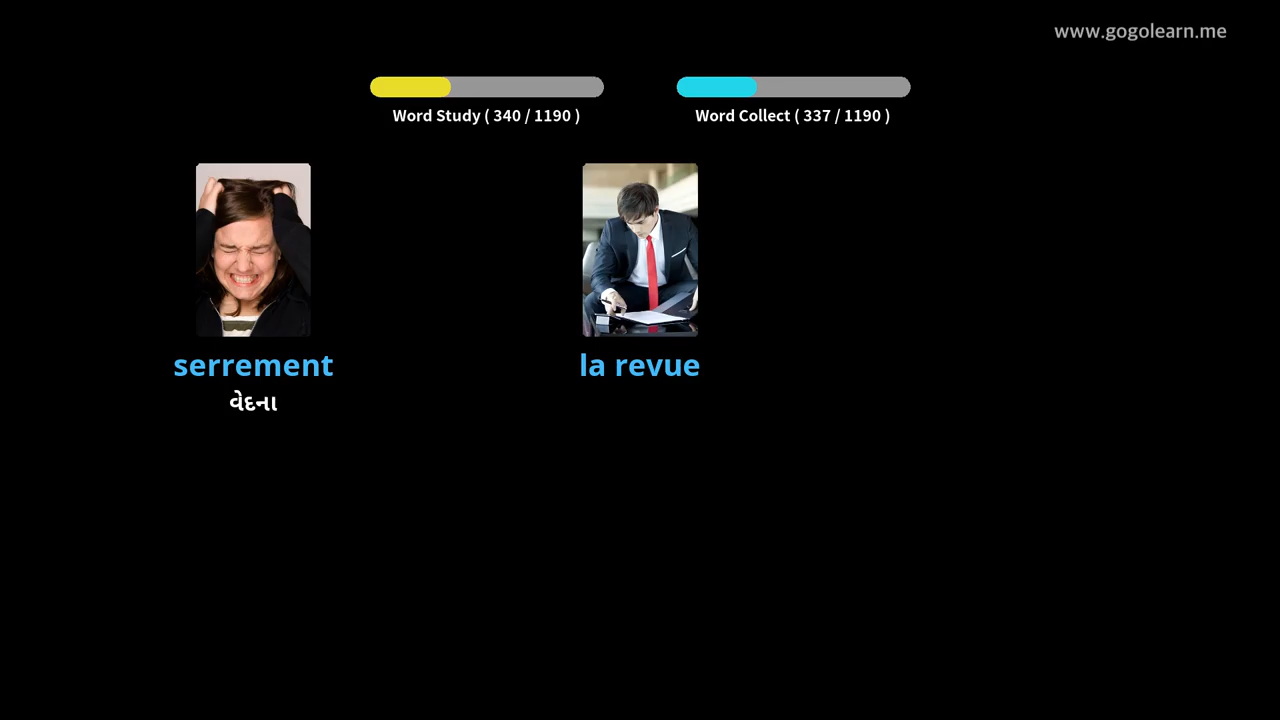 www.gogolearn.me
Word Study ( 340 / 1190 )
Word Collect ( 337 / 1190 )
serrement
વેદના
la revue